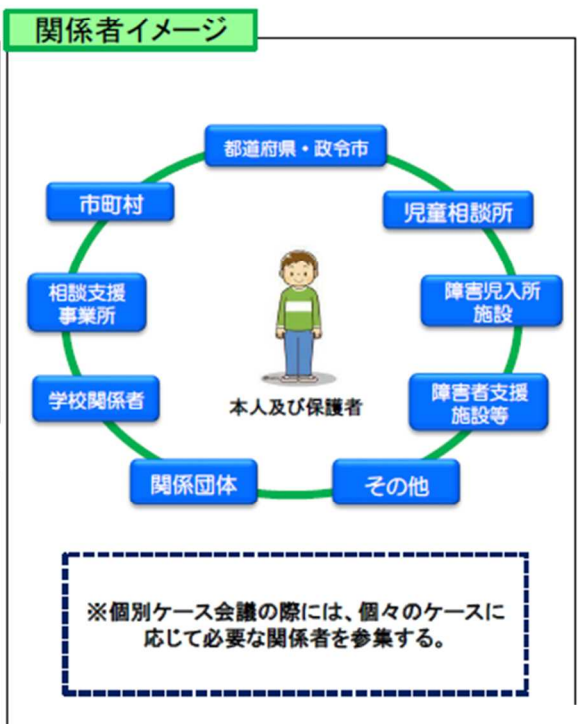 関係者イメージ
都道府県・政令市
市町村
児童相談所
相談支援
事業所
障害児入所
施設
学校関係者
障害者支援
施設等
本人及び保護者
関係団体
その他
※個別ケース会議の際には、個々のケースに
応じて必要な関係者を参集する。